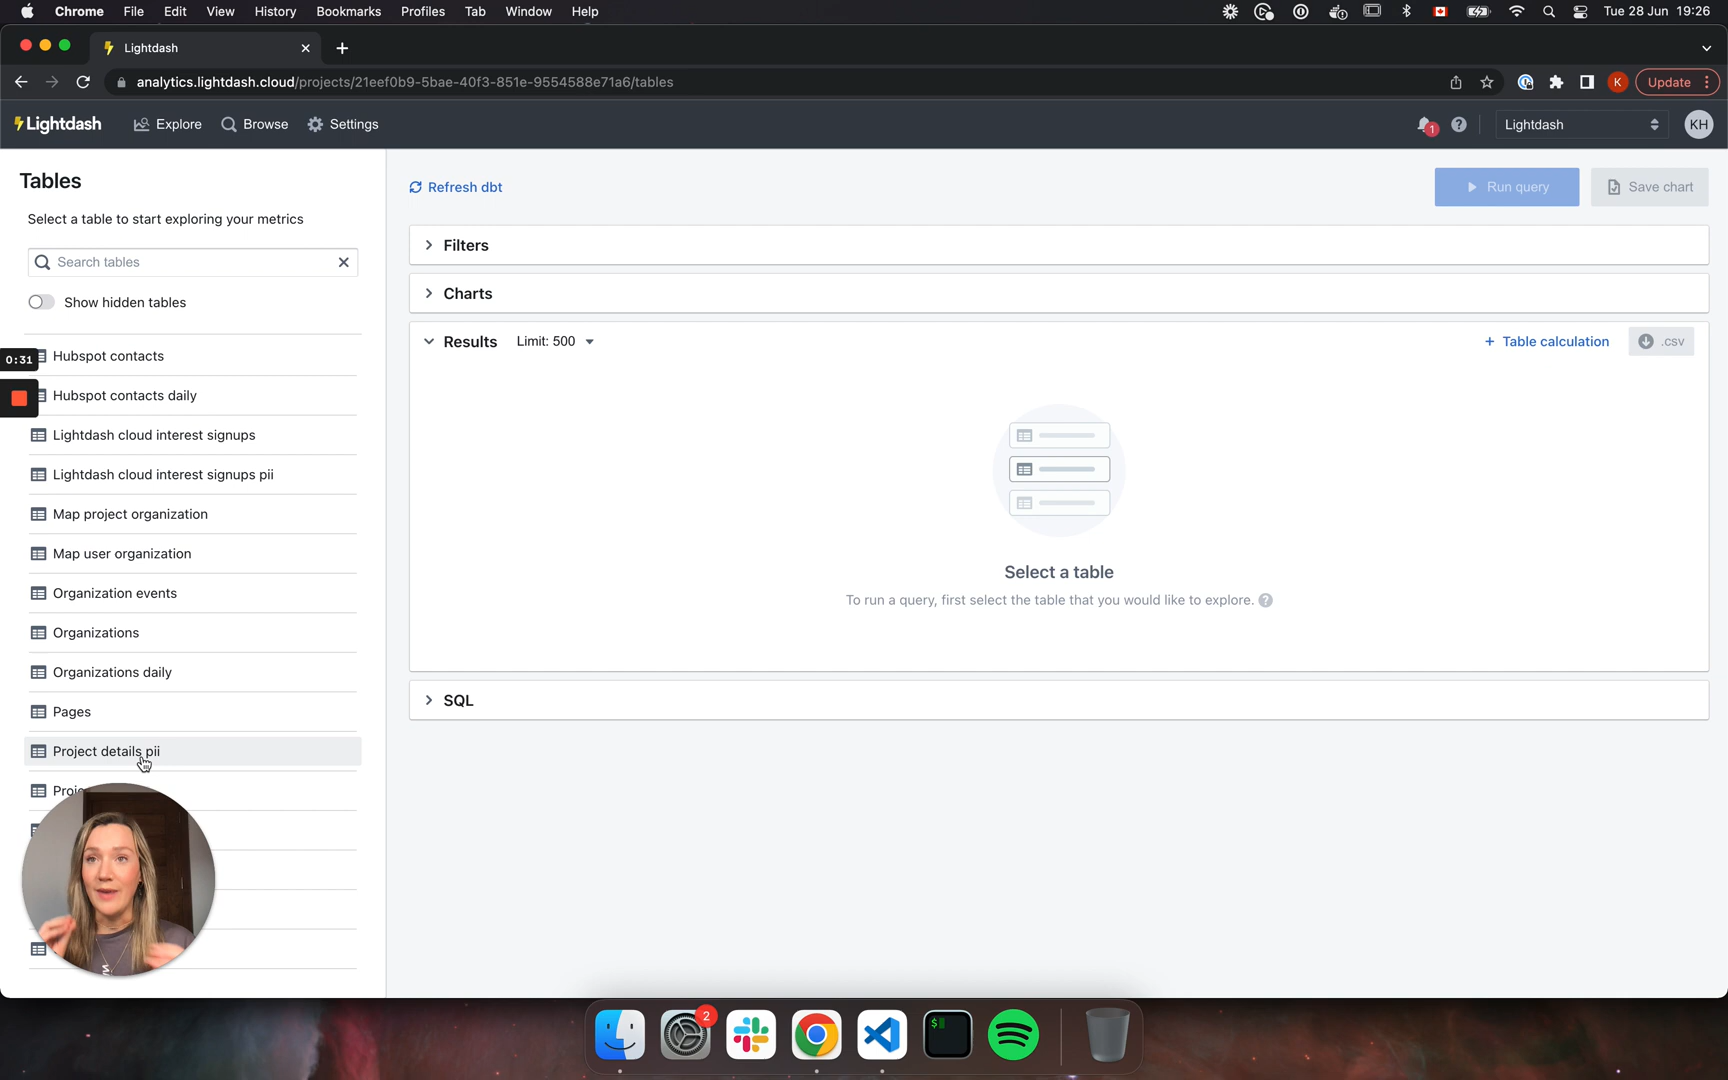 Chrome File Edit View History Bookmarks Profiles Tab Window Help Tue 28 Jun 19:26
Lightdash
analytics.lightdash.cloud/projects/21eef0b9-5bae-40f3-851e-9554588e71a6/tables K Update
Lightdash Explore Browse Settings 1 Lightdash KH
Tables
Select a table to start exploring your metrics
Search tables
Show hidden tables
0:31
Hubspot contacts
Hubspot contacts daily
Lightdash cloud interest signups
Lightdash cloud interest signups pii
Map project organization
Map user organization
Organization events
Organizations
Organizations daily
Pages
Project details pii
Refresh dbt Run query Save chart
Filters
Charts
Results Limit: 500 + Table calculation .csv
Select a table
To run a query, first select the table that you would like to explore.
SQL
2
$